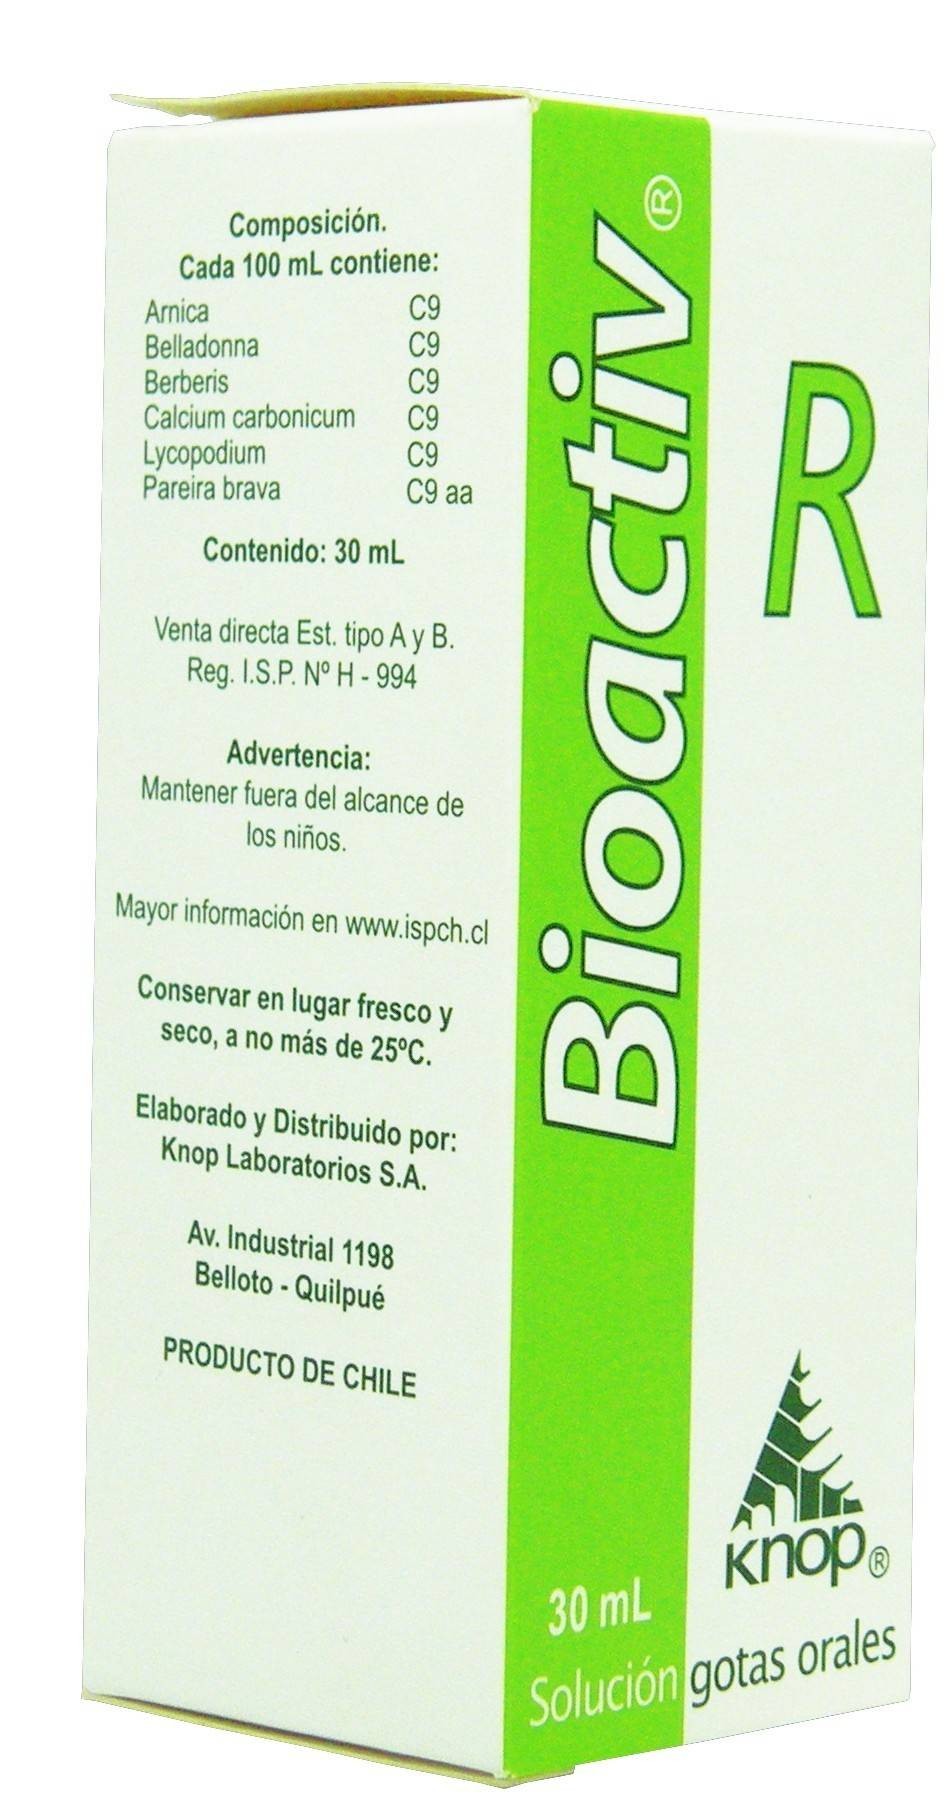 Composición.
Cada 100 mL contiene:
Arnica C9
Belladonna C9
Berberis C9
Calcium carbonicum C9
Lycopodium C9
Pareira brava C9 aa
Contenido: 30 mL
Venta directa Est. tipo A y B.
Reg. I.S.P. Nº H - 994
Advertencia:
Mantener fuera del alcance de
los niños.
Mayor información en www.ispch.cl
Conservar en lugar fresco y
seco, a no más de 25ºC.
Elaborado y Distribuido por:
Knop Laboratorios S.A.
Av. Industrial 1198
Belloto - Quilpué
PRODUCTO DE CHILE
Bioactiv®
R
knop®
30 mL
Solución gotas orales